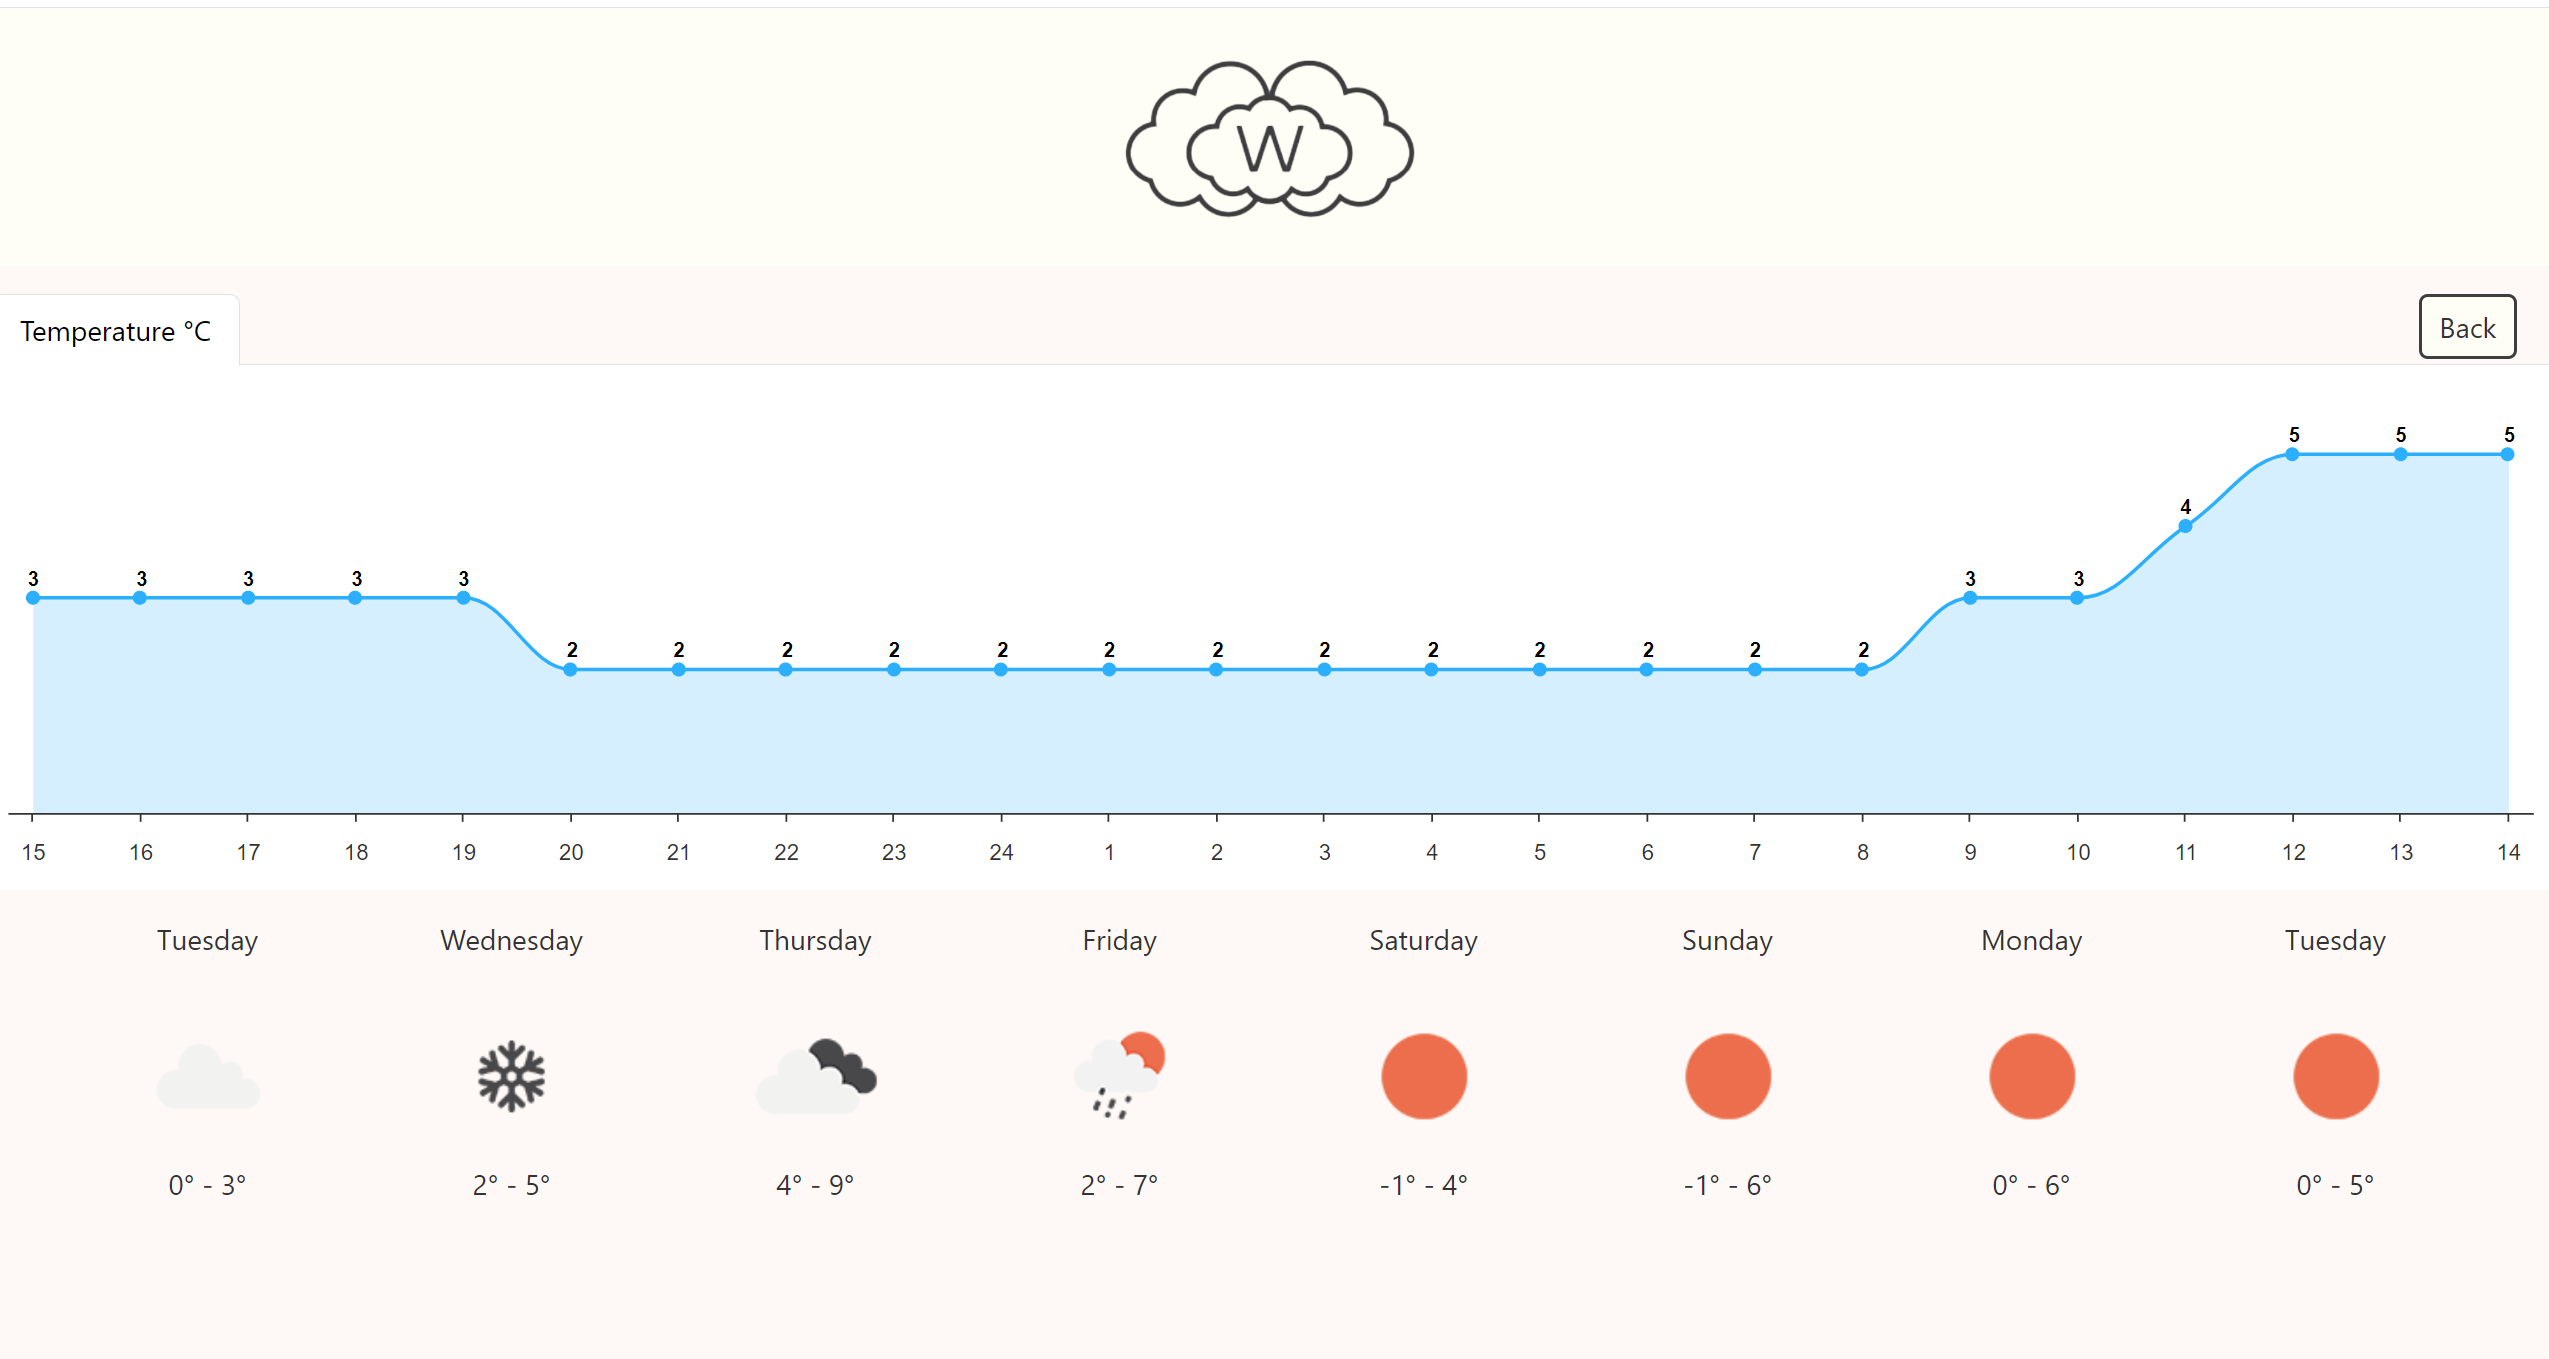 W
Temperature °C
Back
5 5 5
4
3 3 3 3 3 3 3
2 2 2 2 2 2 2 2 2 2 2 2 2
15 16 17 18 19 20 21 22 23 24 1 2 3 4 5 6 7 8 9 10 11 12 13 14
Tuesday Wednesday Thursday Friday Saturday Sunday Monday Tuesday
0° - 3° 2° - 5° 4° - 9° 2° - 7° -1° - 4° -1° - 6° 0° - 6° 0° - 5°